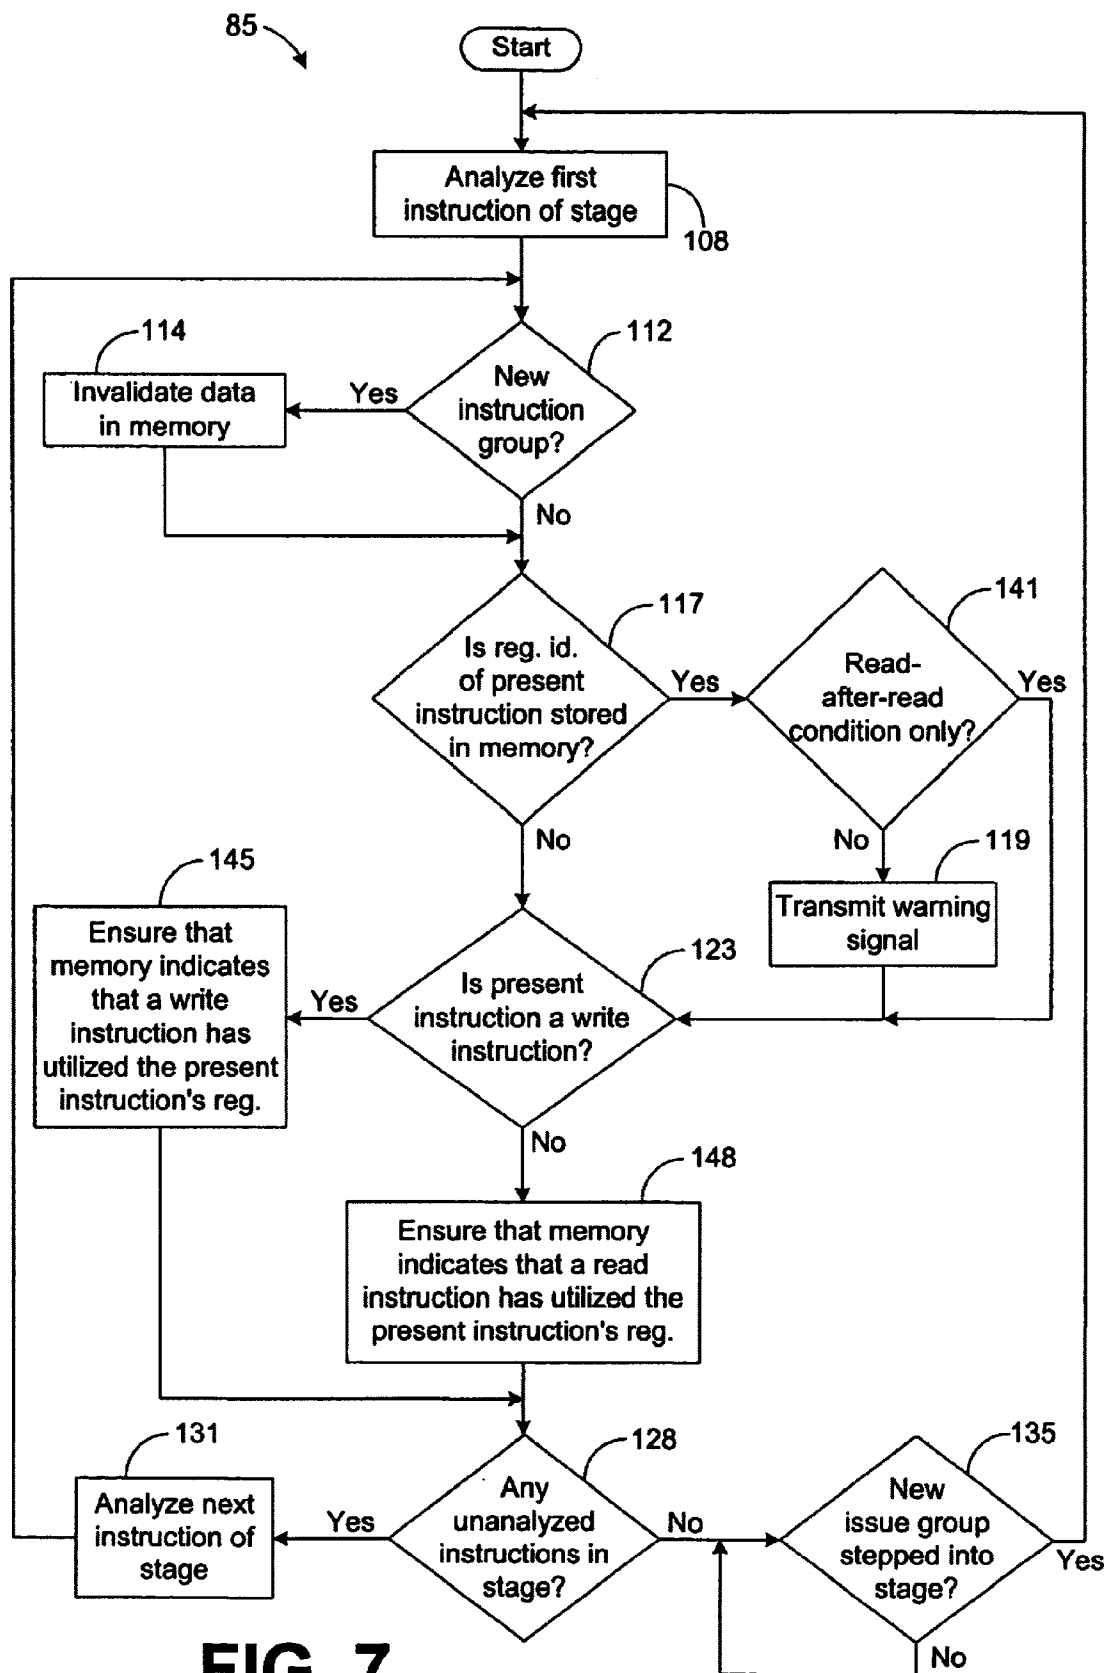 85
Start
Analyze first
instruction of stage
108
114
112
Invalidate data
in memory
Yes
New
instruction
group?
No
117
141
Is reg. id.
of present
instruction stored
in memory?
Yes
Read-
after-read
condition only?
Yes
No
No
119
145
Transmit warning
signal
Ensure that
memory indicates
that a write
instruction has
utilized the present
instruction's reg.
Yes
123
Is present
instruction a write
instruction?
No
148
Ensure that memory
indicates that a read
instruction has utilized the
present instruction's reg.
131
128
135
Analyze next
instruction of
stage
Yes
Any
unanalyzed
instructions in
stage?
No
New
issue group
stepped into
stage?
Yes
No
FIG. 7